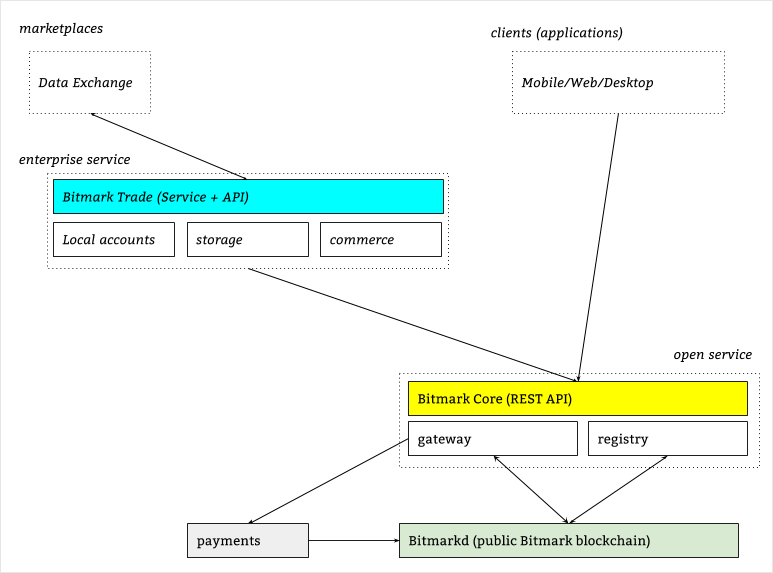 marketplaces
clients (applications)
Data Exchange
Mobile/Web/Desktop
enterprise service
Bitmark Trade (Service + API)
Local accounts
storage
commerce
open service
Bitmark Core (REST API)
gateway
registry
payments
Bitmarkd (public Bitmark blockchain)